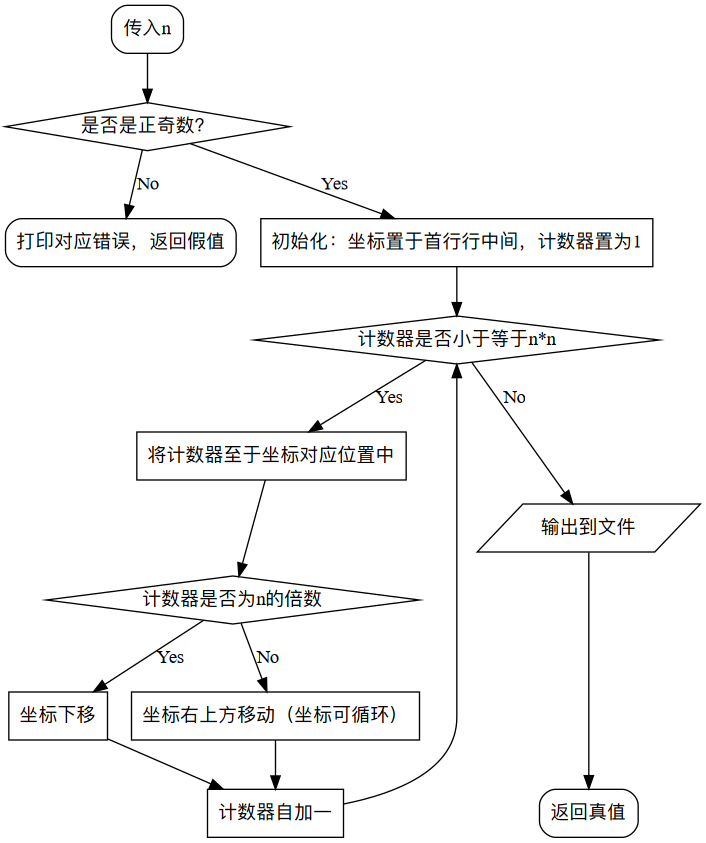 传入n
是否是正奇数?
No
Yes
打印对应错误，返回假值
初始化：坐标置于首行行中间，计数器置为1
计数器是否小于等于n*n
Yes
No
将计数器至于坐标对应位置中
输出到文件
计数器是否为n的倍数
Yes
No
坐标下移
坐标右上方移动（坐标可循环）
计数器自加一
返回真值